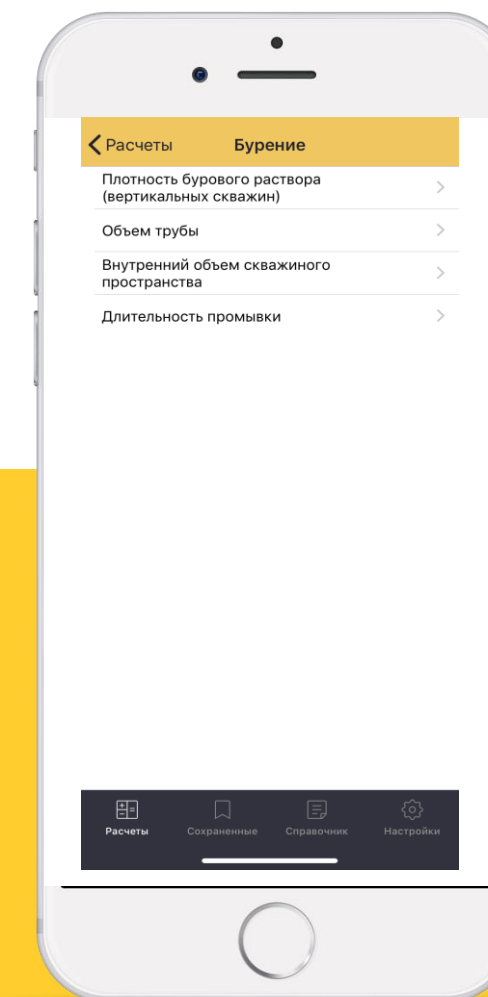 Расчеты Бурение
Плотность бурового раствора
(вертикальных скважин)
Объем трубы
Внутренний объем скважиного
пространства
Длительность промывки
Расчеты Сохраненные Справочник Настройки